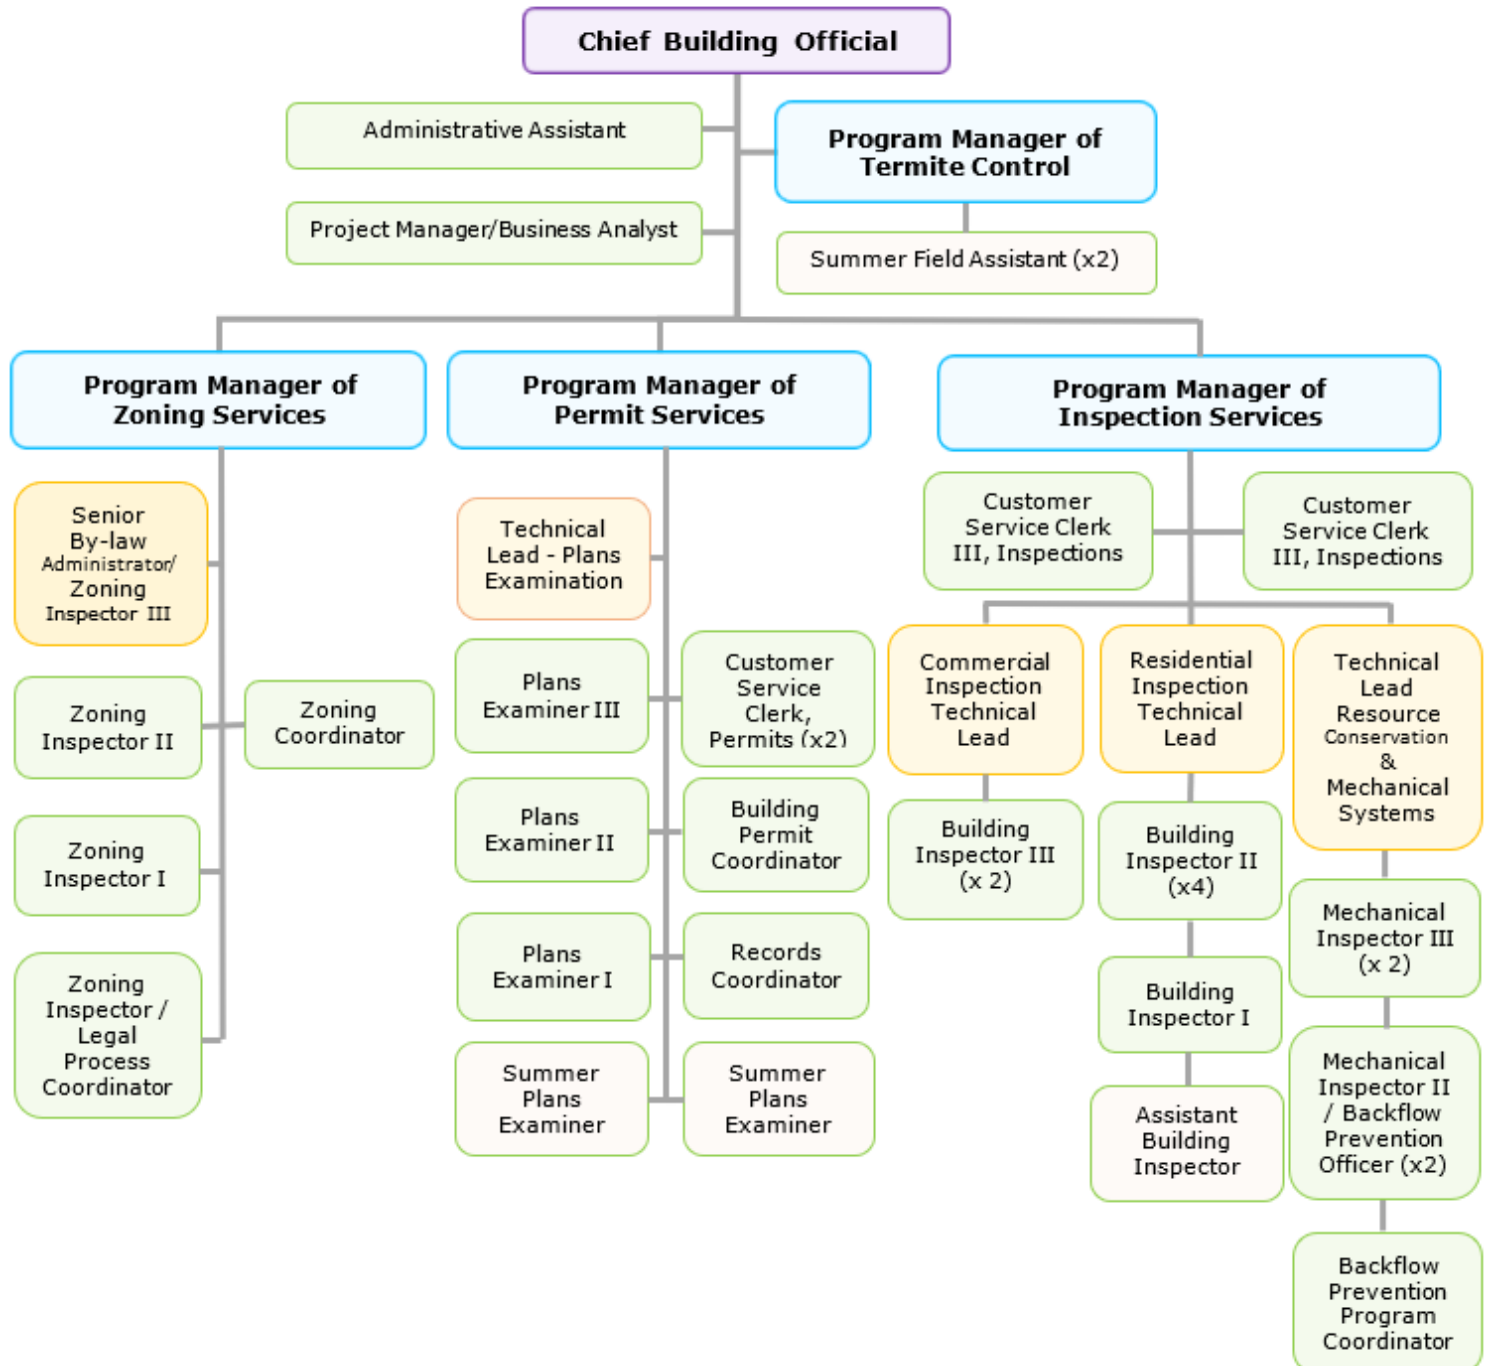 Chief Building Official
Administrative Assistant
Program Manager of
Termite Control
Project Manager/Business Analyst
Summer Field Assistant (x2)
Program Manager of
Zoning Services
Program Manager of
Permit Services
Program Manager of
Inspection Services
Senior
By-law
Administrator/
Zoning
Inspector III
Zoning
Inspector II
Zoning
Coordinator
Zoning
Inspector I
Zoning
Inspector /
Legal
Process
Coordinator
Technical
Lead - Plans
Examination
Plans
Examiner III
Customer
Service
Clerk,
Permits (x2)
Plans
Examiner II
Building
Permit
Coordinator
Plans
Examiner I
Records
Coordinator
Summer
Plans
Examiner
Summer
Plans
Examiner
Customer
Service Clerk
III, Inspections
Customer
Service Clerk
III, Inspections
Commercial
Inspection
Technical
Lead
Building
Inspector III
(x 2)
Residential
Inspection
Technical
Lead
Building
Inspector II
(x4)
Building
Inspector I
Assistant
Building
Inspector
Technical
Lead
Resource
Conservation
&
Mechanical
Systems
Mechanical
Inspector III
(x 2)
Mechanical
Inspector II
/ Backflow
Prevention
Officer (x2)
Backflow
Prevention
Program
Coordinator